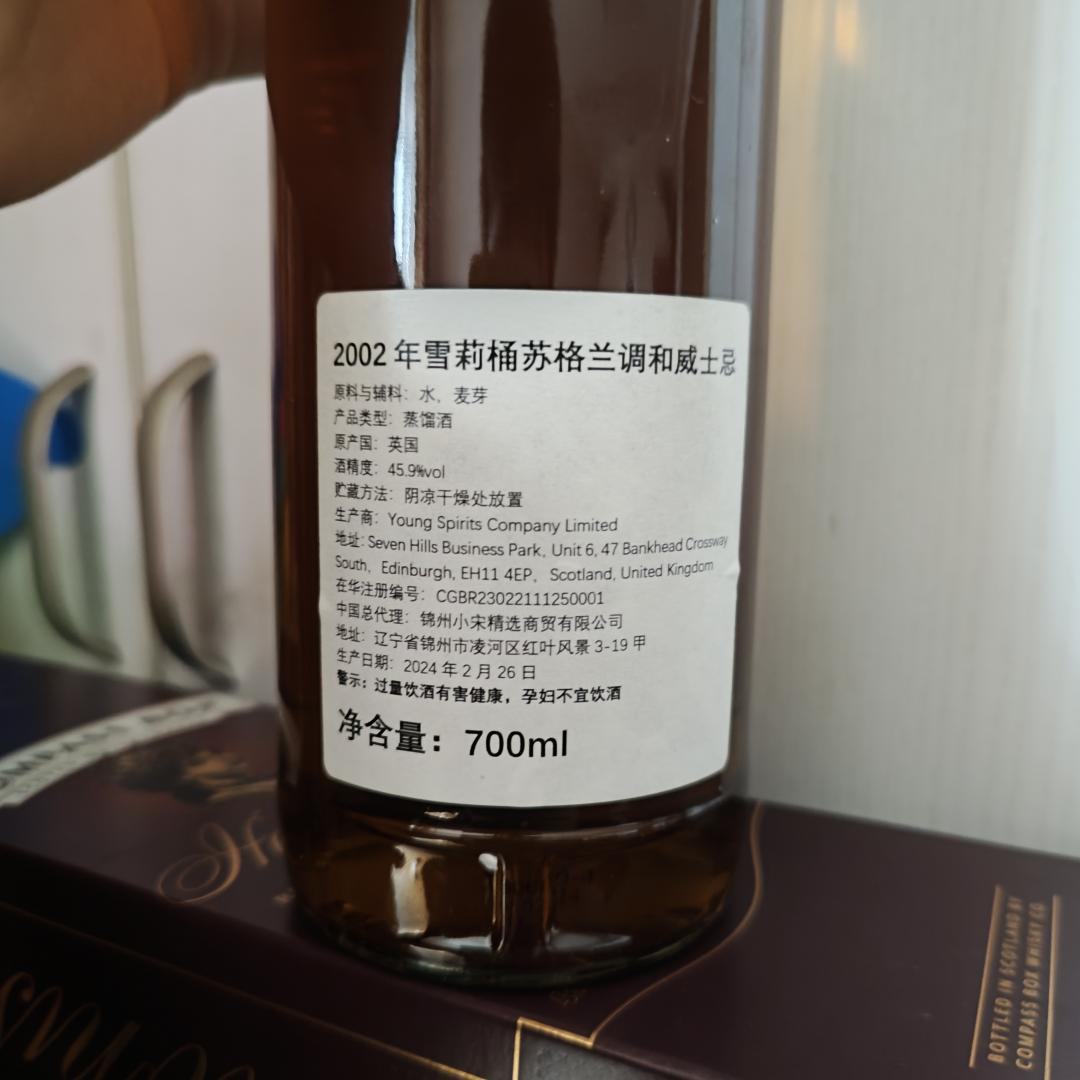 2002 年雪莉桶苏格兰调和威士忌
原料与辅料：水、麦芽
产品类型：蒸馏酒
原产国：英国
酒精度：45.9%vol
贮藏方法：阴凉干燥处放置
生产商：Young Spirits Company Limited
地址：Seven Hills Business Park, Unit 6, 47 Bankhead Crossway
South, Edinburgh, EH11 4EP, Scotland, United Kingdom
在华注册编号：CGBR23022111250001
中国总代理：锦州小宋精选商贸有限公司
地址：辽宁省锦州市凌河区红叶风景 3-19 甲
生产日期：2024 年 2 月 26 日
警示：过量饮酒有害健康，孕妇不宜饮酒
净含量：700ml
BOTTLED IN SCOTLAND BY
COMPASS BOX WHISKY CO.